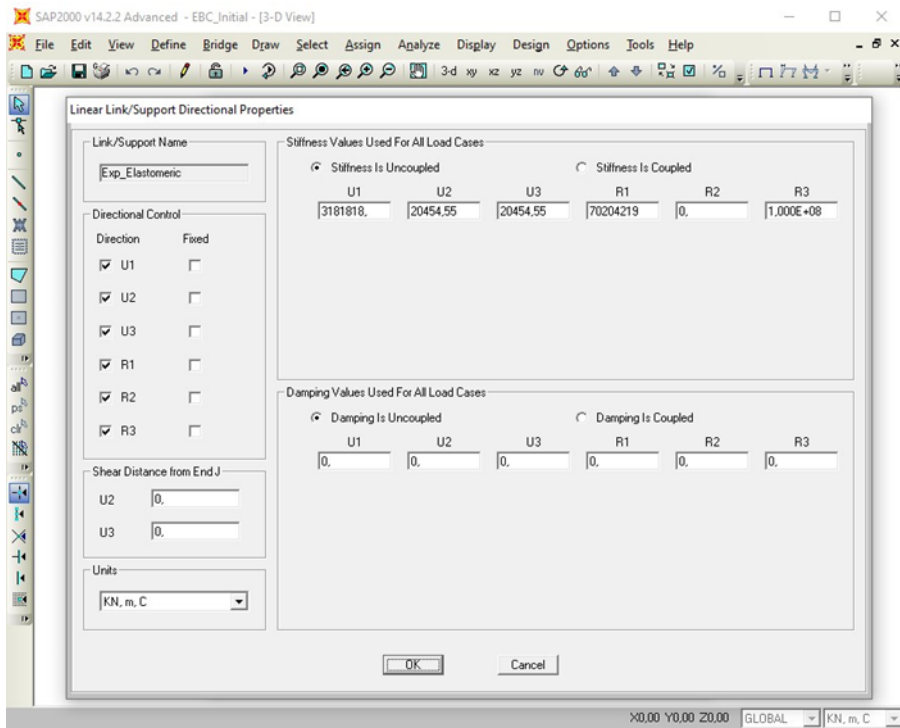 SAP2000 v14.2.2 Advanced - EBC_Initial - [3-D View]
File Edit View Define Bridge Draw Select Assign Analyze Display Design Options Tools Help
3-d xy xz yz nv
Linear Link/Support Directional Properties
Link/Support Name
Exp_Elastomeric
Directional Control
Direction Fixed
U1
U2
U3
R1
R2
R3
Shear Distance from End J
U2 0,
U3 0,
Units
KN, m, C
Stiffness Values Used For All Load Cases
Stiffness Is Uncoupled Stiffness Is Coupled
U1 U2 U3 R1 R2 R3
3181818, 20454,55 20454,55 70204219 0, 1,000E+08
Damping Values Used For All Load Cases
Damping Is Uncoupled Damping Is Coupled
U1 U2 U3 R1 R2 R3
0, 0, 0, 0, 0, 0,
OK Cancel
all
ps
clr
X0,00 Y0,00 Z0,00 GLOBAL KN, m, C